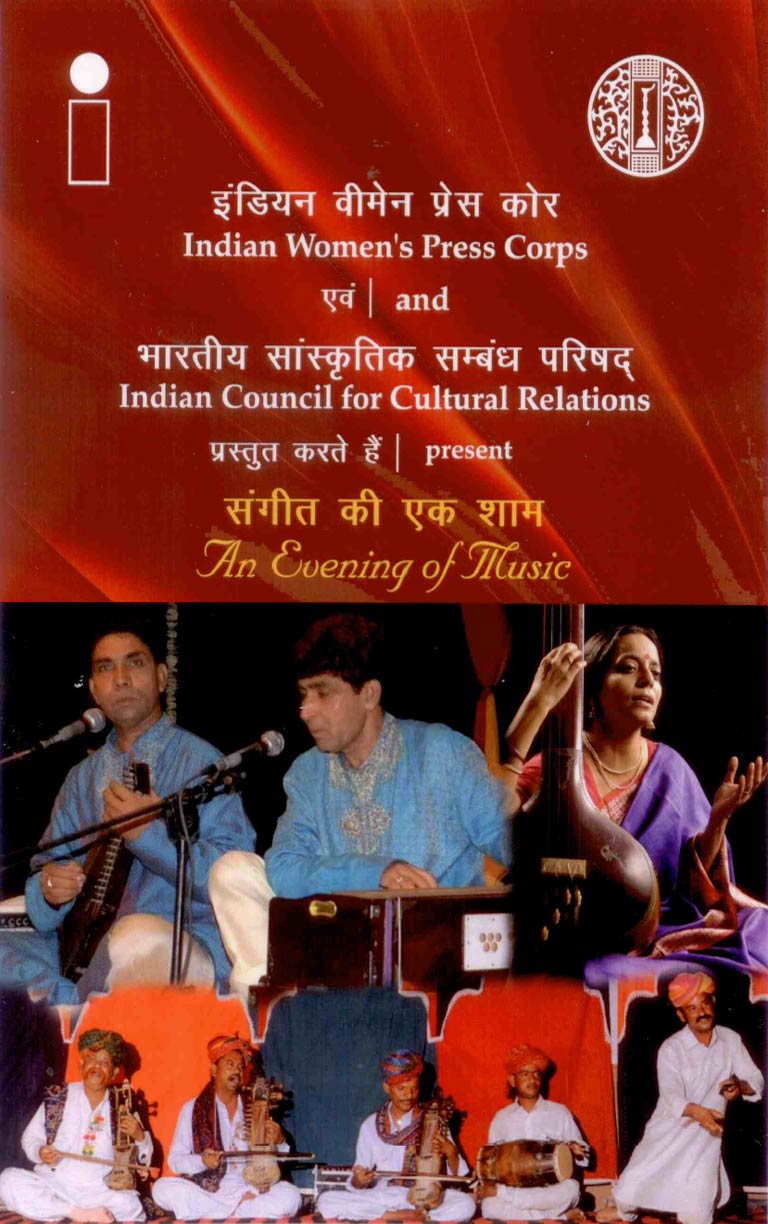 इंडियन वीमेन प्रेस कोर
Indian Women's Press Corps
एवं | and
भारतीय सांस्कृतिक सम्बंध परिषद्
Indian Council for Cultural Relations
प्रस्तुत करते हैं | present
संगीत की एक शाम
An Evening of Music